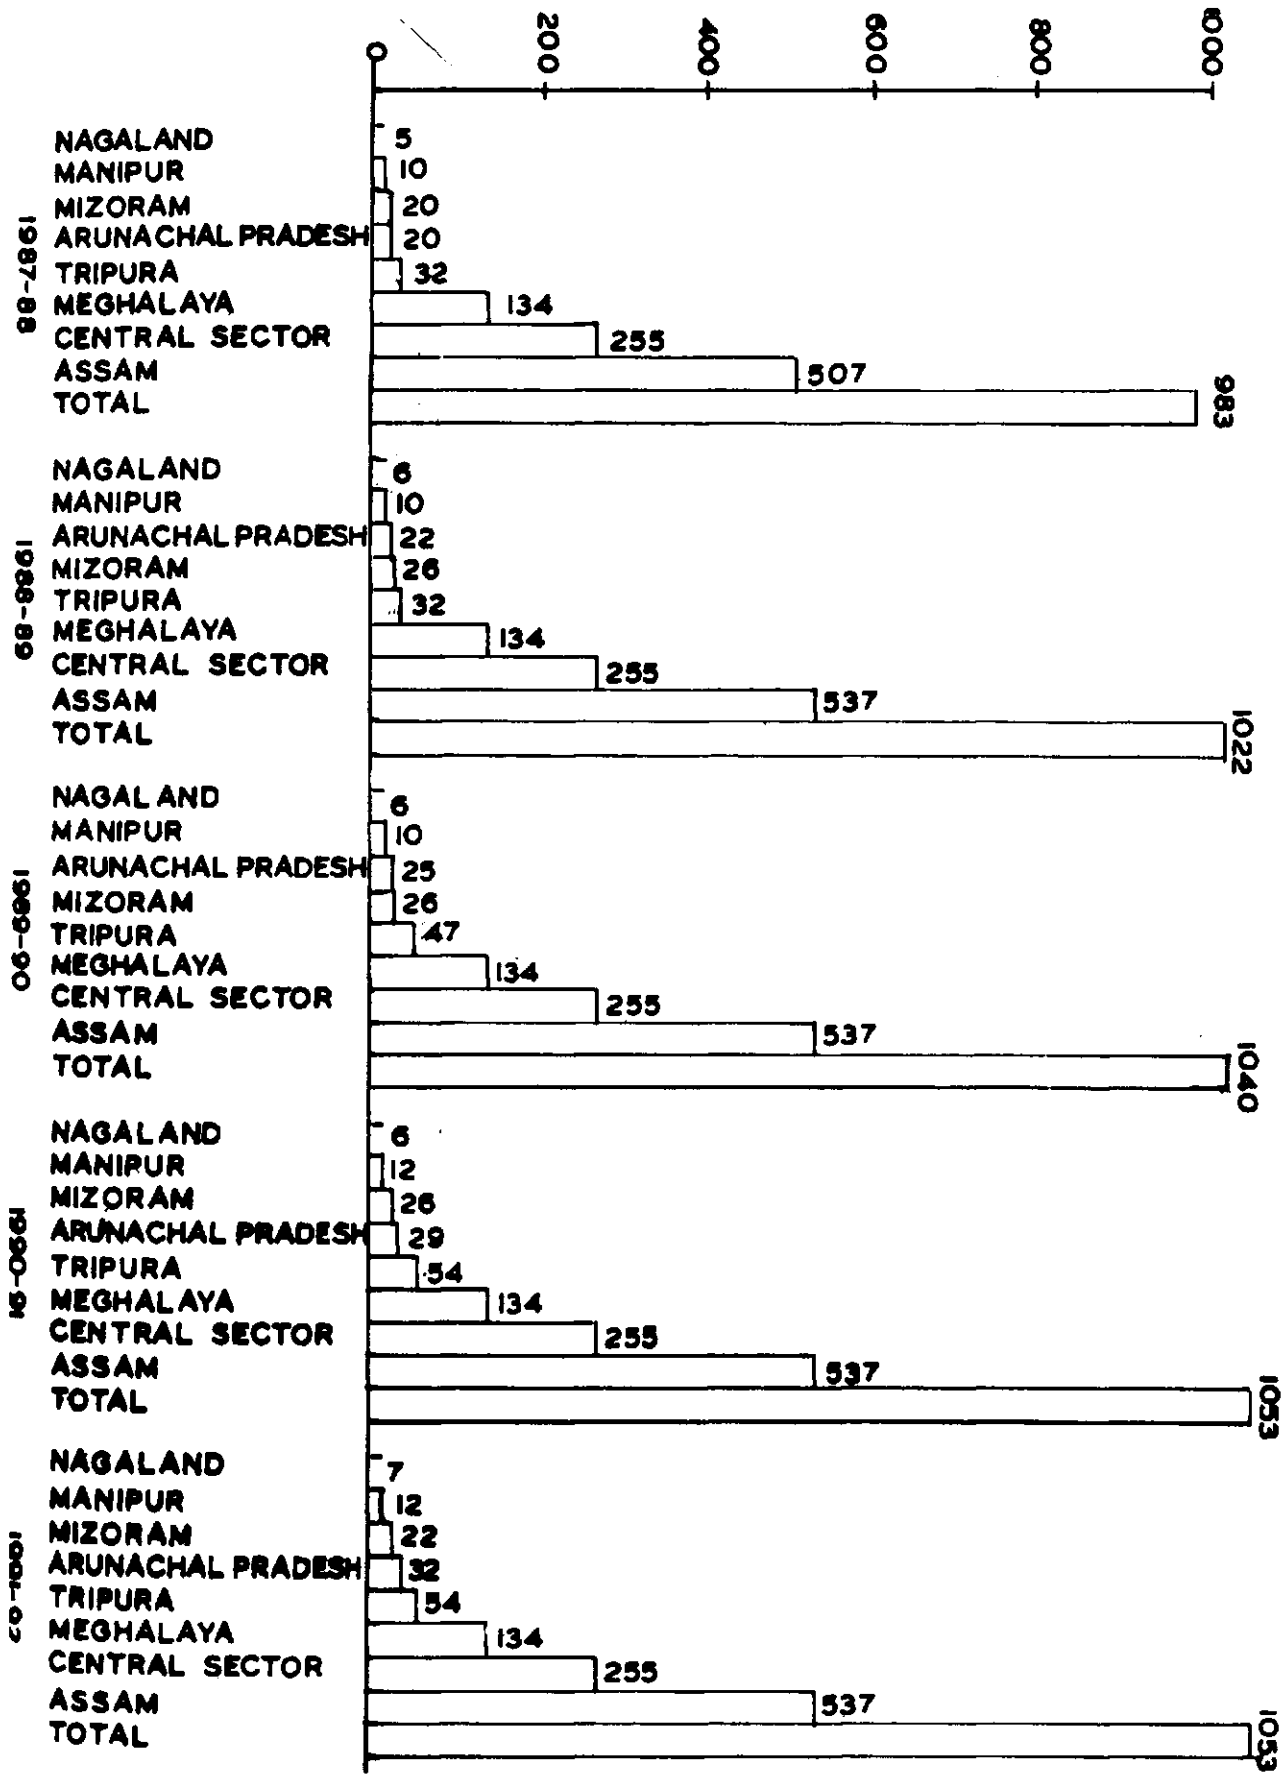 0 200 400 600 800 1000
1987-88
NAGALAND 5
MANIPUR 10
MIZORAM 20
ARUNACHAL PRADESH 20
TRIPURA 32
MEGHALAYA 134
CENTRAL SECTOR 255
ASSAM 507
TOTAL 983
1988-89
NAGALAND 6
MANIPUR 10
ARUNACHAL PRADESH 22
MIZORAM 26
TRIPURA 32
MEGHALAYA 134
CENTRAL SECTOR 255
ASSAM 537
TOTAL 1022
1989-90
NAGALAND 6
MANIPUR 10
ARUNACHAL PRADESH 25
MIZORAM 26
TRIPURA 47
MEGHALAYA 134
CENTRAL SECTOR 255
ASSAM 537
TOTAL 1040
1990-91
NAGALAND 6
MANIPUR 12
MIZORAM 26
ARUNACHAL PRADESH 29
TRIPURA 54
MEGHALAYA 134
CENTRAL SECTOR 255
ASSAM 537
TOTAL 1053
NAGALAND 7
MANIPUR 12
MIZORAM 22
ARUNACHAL PRADESH 32
TRIPURA 54
MEGHALAYA 134
CENTRAL SECTOR 255
ASSAM 537
TOTAL 1053